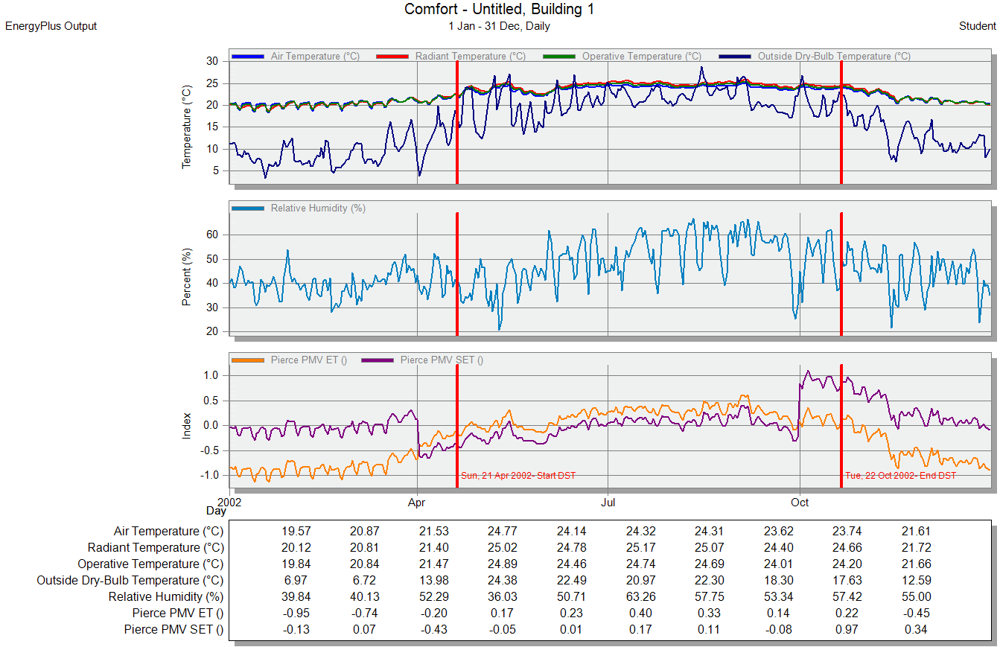 Comfort - Untitled, Building 1
EnergyPlus Output 1 Jan - 31 Dec, Daily Student
Air Temperature (°C) Radiant Temperature (°C) Operative Temperature (°C) Outside Dry-Bulb Temperature (°C)
Temperature (°C)
30
25
20
15
10
5
Relative Humidity (%)
Percent (%)
60
50
40
30
20
Pierce PMV ET () Pierce PMV SET ()
Index
1.0
0.5
0.0
-0.5
-1.0
Sun, 21 Apr 2002- Start DST Tue, 22 Oct 2002- End DST
2002 Apr Jul Oct
Day
Air Temperature (°C) 19.57 20.87 21.53 24.77 24.14 24.32 24.31 23.62 23.74 21.61
Radiant Temperature (°C) 20.12 20.81 21.40 25.02 24.78 25.17 25.07 24.40 24.66 21.72
Operative Temperature (°C) 19.84 20.84 21.47 24.89 24.46 24.74 24.69 24.01 24.20 21.66
Outside Dry-Bulb Temperature (°C) 6.97 6.72 13.98 24.38 22.49 20.97 22.30 18.30 17.63 12.59
Relative Humidity (%) 39.84 40.13 52.29 36.03 50.71 63.26 57.75 53.34 57.42 55.00
Pierce PMV ET () -0.95 -0.74 -0.20 0.17 0.23 0.40 0.33 0.14 0.22 -0.45
Pierce PMV SET () -0.13 0.07 -0.43 -0.05 0.01 0.17 0.11 -0.08 0.97 0.34